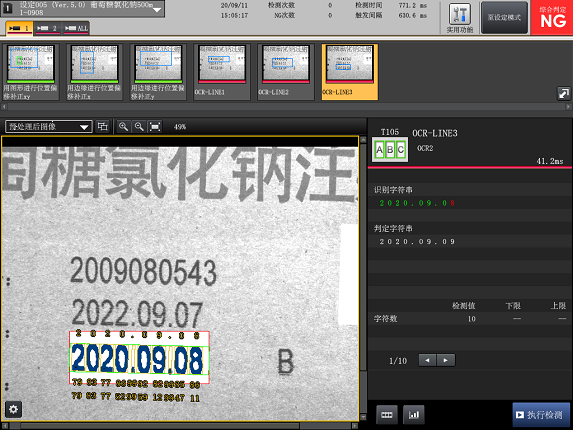 1 设定005 (Ver.5.0) 葡萄糖氯化钠500m
1-0908
20/09/11
15:05:17
检测次数 0
NG次数 0
检测时间 771.2 ms
触发间隔 630.6 ms
实用功能
泵设定模式
综合判定
NG
1 2 ALL
用图形进行位置偏移补正xy
用边缘进行位置偏移补正x
用边缘进行位置偏移补正y
OCR-LINE1
OCR-LINE2
OCR-LINE3
预处理后图像
49%
T105
OCR-LINE3
ABC
OCR2
41.2ms
识别字符串
2020.09.08
判定字符串
2020.09.09
检测值 下限 上限
字符数 10 -- --
1/10
执行检测
糖氯化钠注
2009080543
2022.09.07
2020.09.08
2020.09.08
B